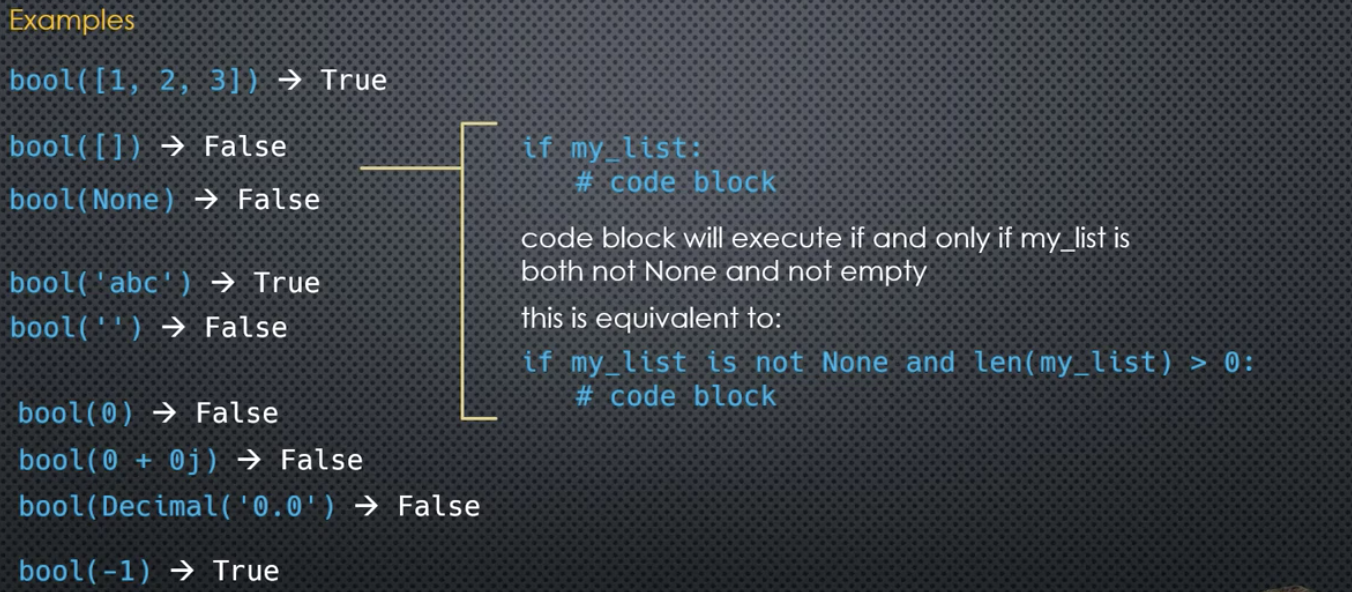 Examples
bool([1, 2, 3]) → True
bool([]) → False
bool(None) → False
bool('abc') → True
bool('') → False
bool(0) → False
bool(0 + 0j) → False
bool(Decimal('0.0') → False
bool(-1) → True
if my_list:
# code block
code block will execute if and only if my_list is
both not None and not empty
this is equivalent to:
if my_list is not None and len(my_list) > 0:
# code block